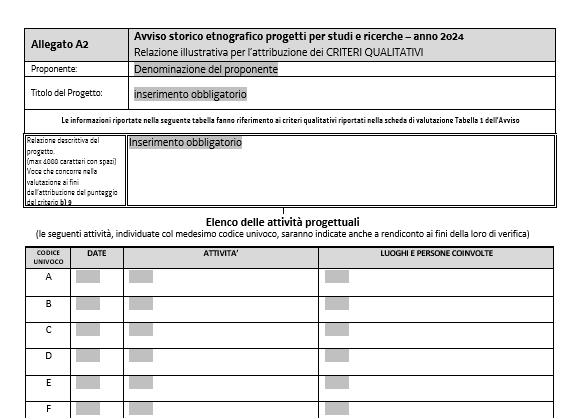 Allegato A2
Avviso storico etnografico progetti per studi e ricerche – anno 2024
Relazione illustrativa per l'attribuzione dei CRITERI QUALITATIVI
Proponente:
Denominazione del proponente
Titolo del Progetto:
inserimento obbligatorio
Le informazioni riportate nella seguente tabella fanno riferimento ai criteri qualitativi riportati nella scheda di valutazione Tabella 1 dell'Avviso
Relazione descrittiva del
progetto.
(max 4000 caratteri con spazi)
Voce che concorre nella
valutazione ai fini
dell'attribuzione del punteggio
del criterio b) 9
Inserimento obbligatorio
Elenco delle attività progettuali
(le seguenti attività, individuate col medesimo codice univoco, saranno indicate anche a rendiconto ai fini della loro di verifica)
CODICE
UNIVOCO
DATE
ATTIVITA'
LUOGHI E PERSONE COINVOLTE
A
B
C
D
E
F